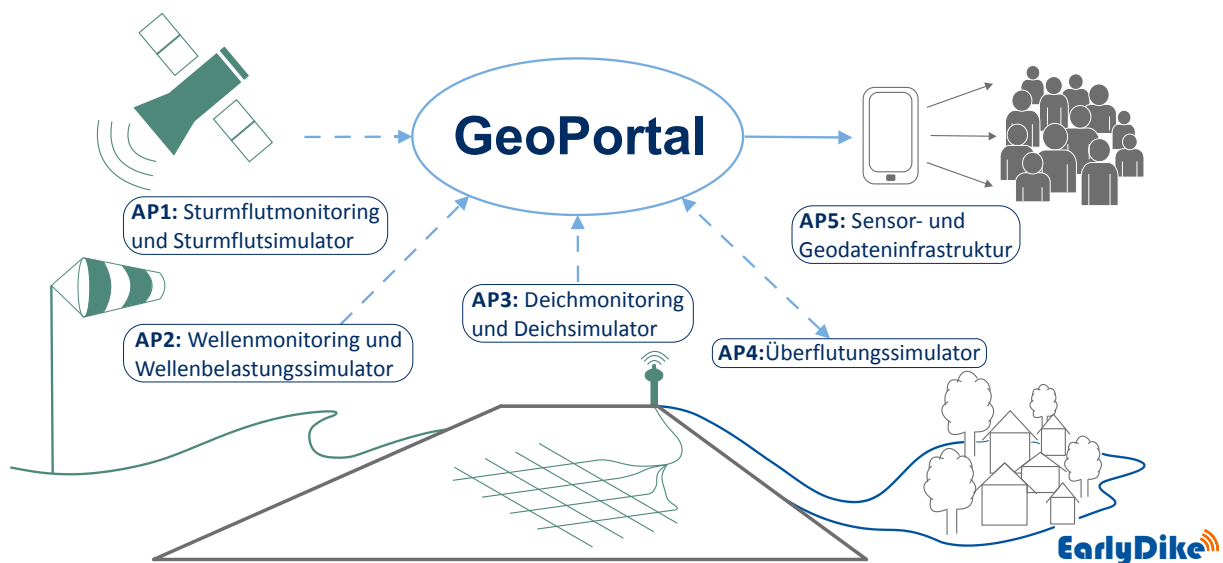 GeoPortal
AP1: Sturmflutmonitoring
und Sturmflutsimulator
AP5: Sensor- und
Geodateninfrastruktur
AP3: Deichmonitoring
und Deichsimulator
AP2: Wellenmonitoring und
Wellenbelastungssimulator
AP4:Überflutungssimulator
EarlyDike